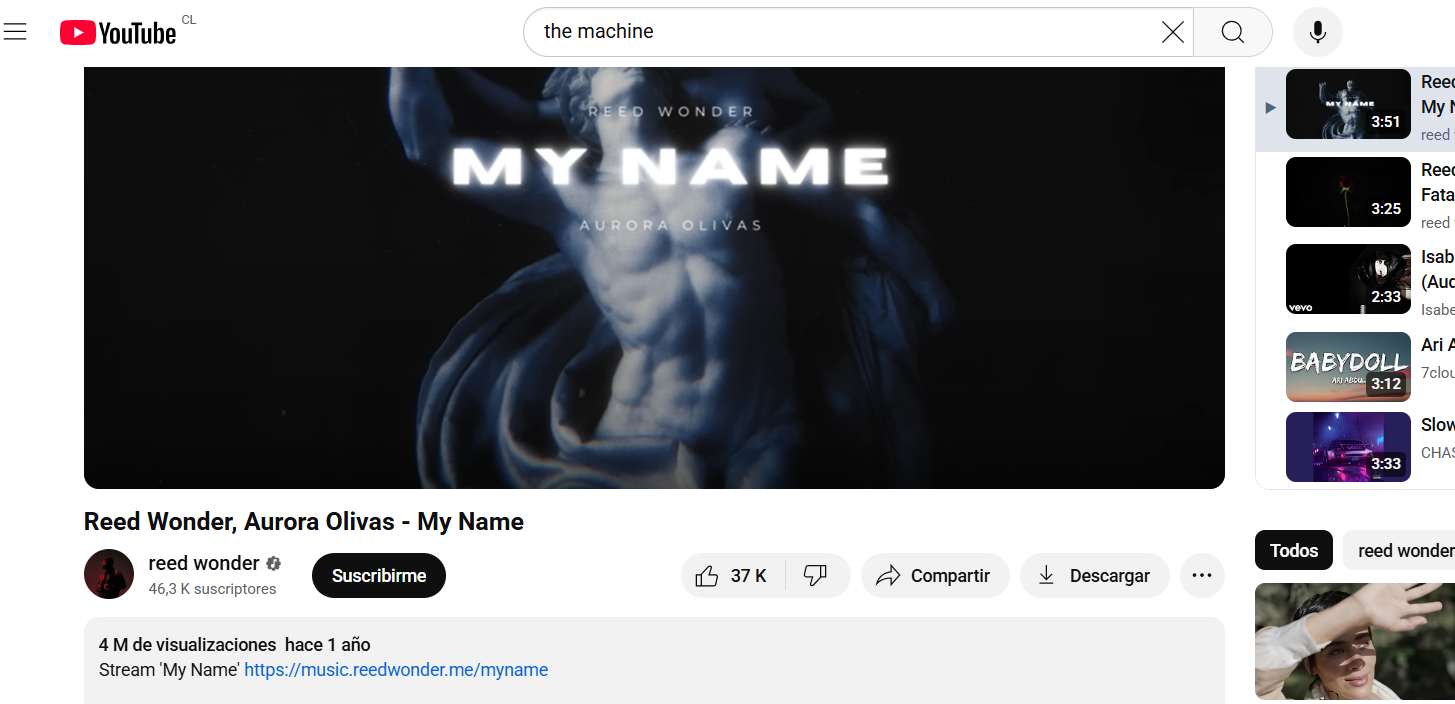 YouTube CL
the machine
REED WONDER
MY NAME
AURORA OLIVAS
MY NAME
3:51
Reed
My N
reed
3:25
Reed
Fata
reed
vevo
2:33
Isab
(Aud
Isabe
BABYDOLL
3:12
Ari A
7clou
3:33
Slow
CHAS
Reed Wonder, Aurora Olivas - My Name
reed wonder
46,3 K suscriptores
Suscribirme
37 K
Compartir
Descargar
Todos
reed wonder
4 M de visualizaciones hace 1 año
Stream 'My Name' https://music.reedwonder.me/myname